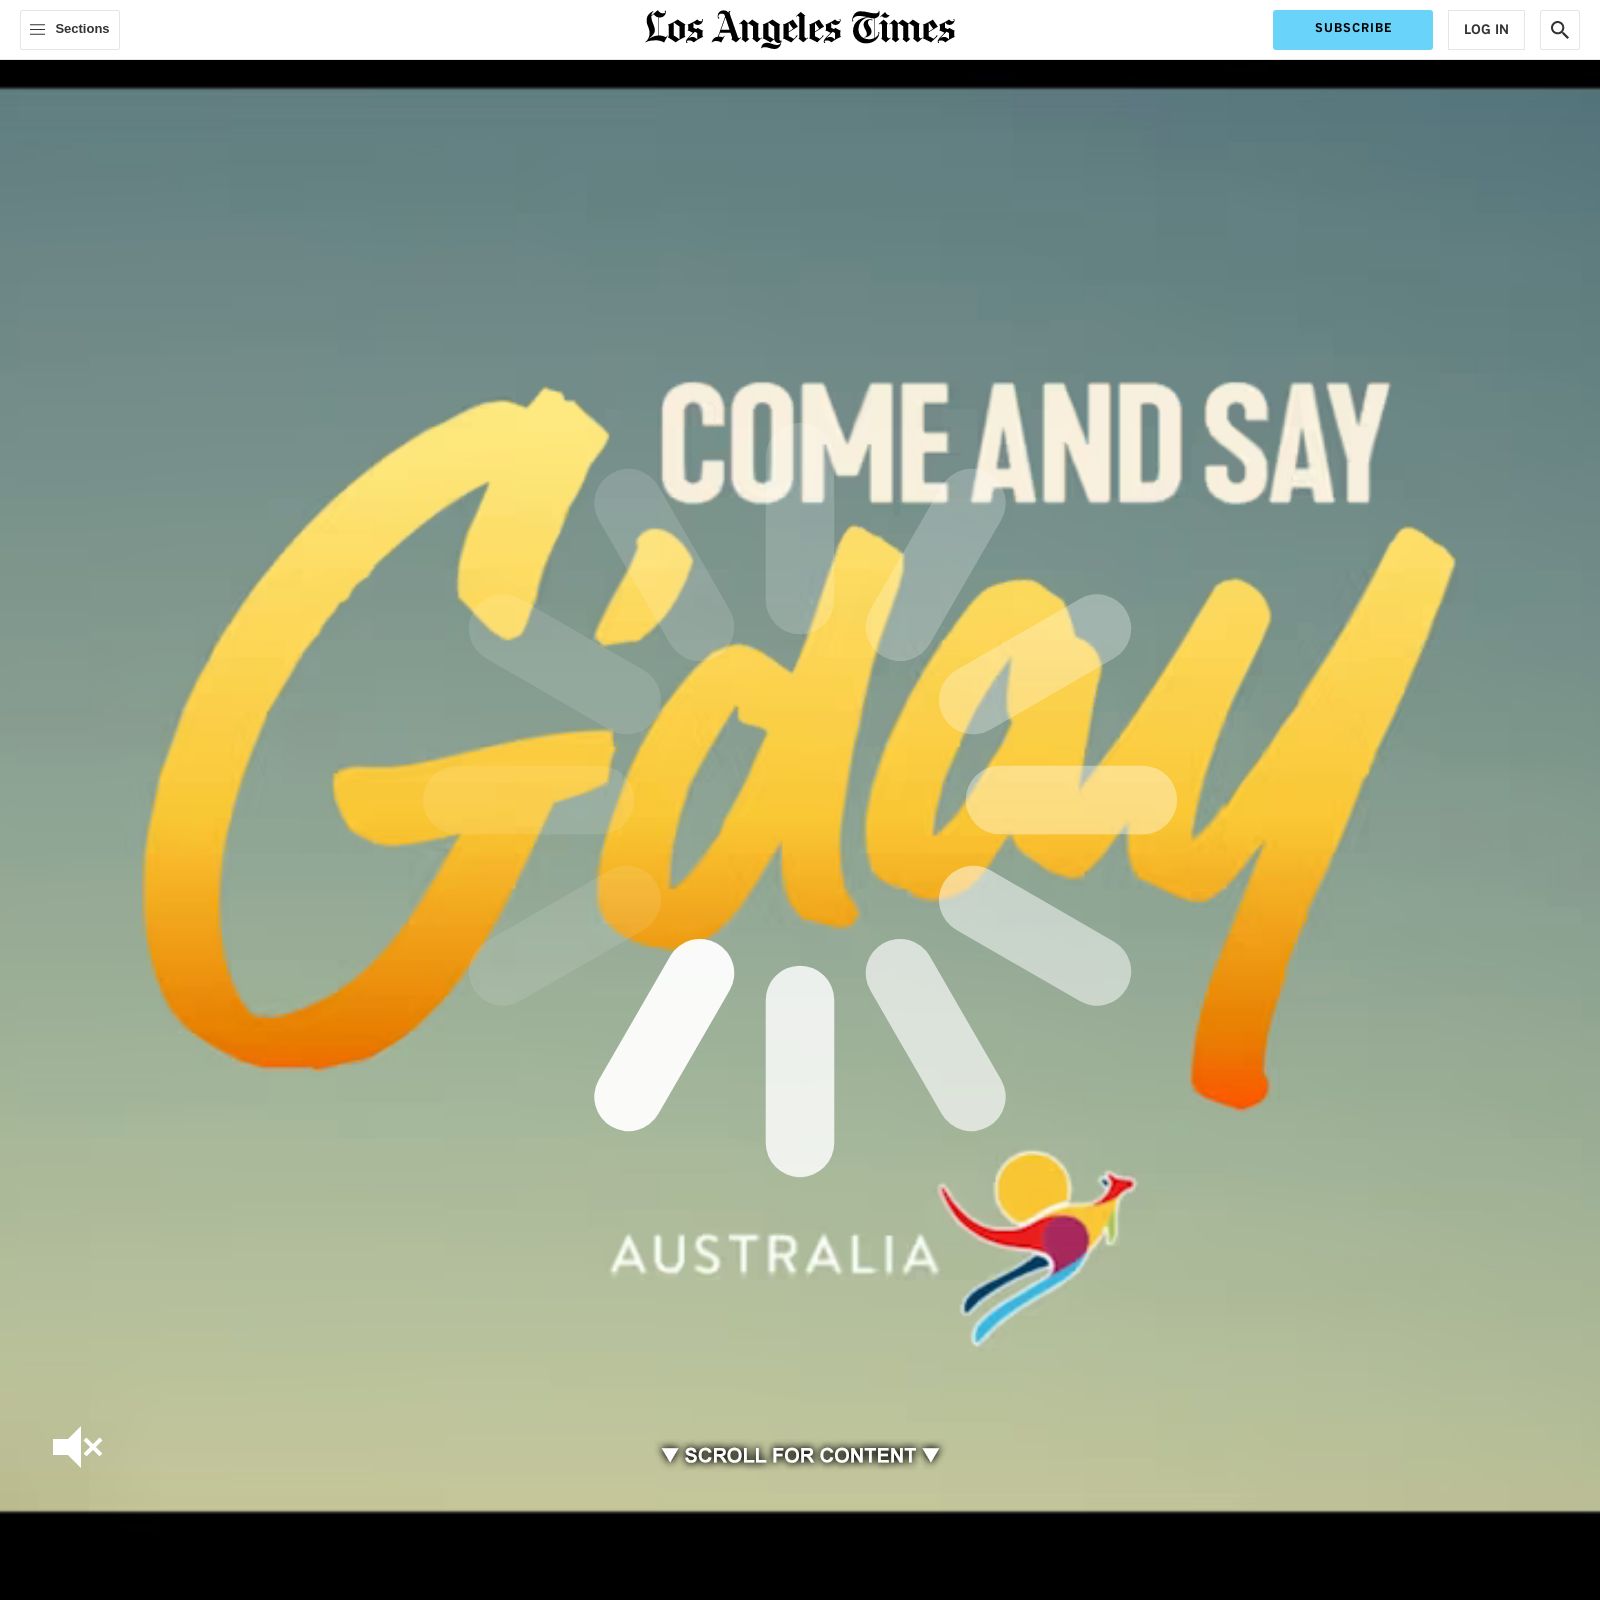 Sections
Los Angeles Times
SUBSCRIBE
LOG IN
COME AND SAY
G'day
AUSTRALIA
▼ SCROLL FOR CONTENT ▼